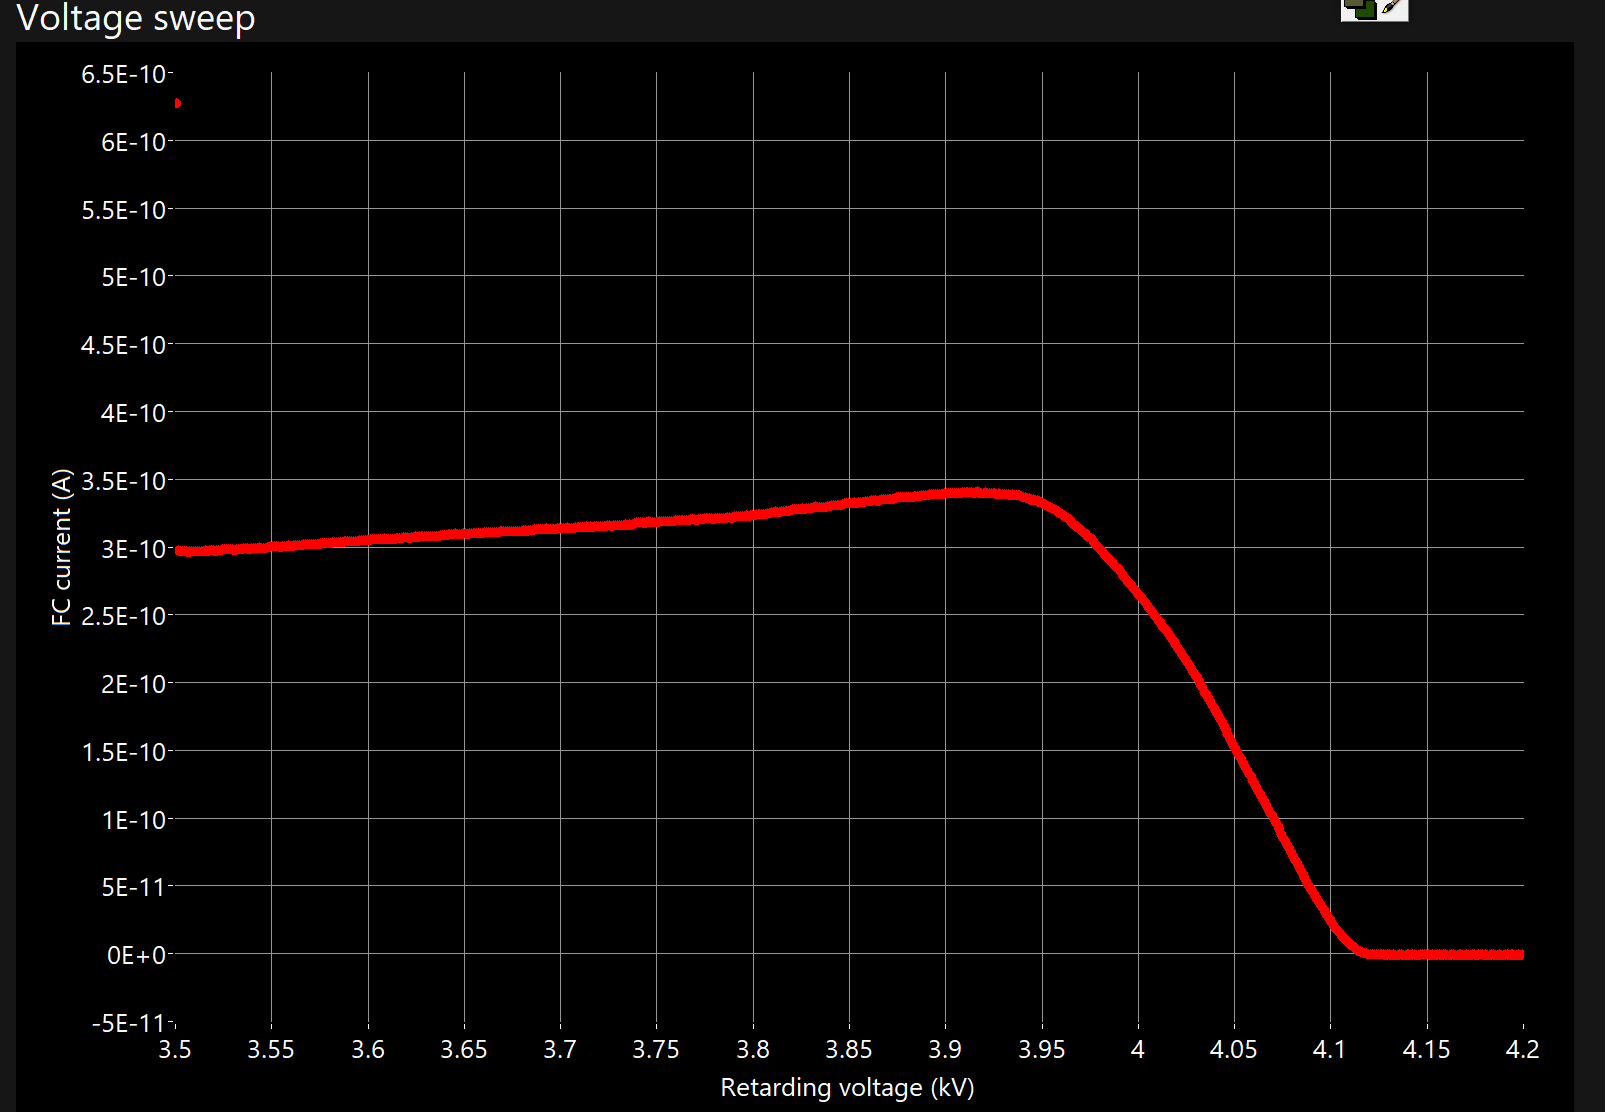 Voltage sweep
6.5E-10
6E-10
5.5E-10
5E-10
4.5E-10
4E-10
3.5E-10
3E-10
2.5E-10
2E-10
1.5E-10
1E-10
5E-11
0E+0
-5E-11
FC current (A)
3.5 3.55 3.6 3.65 3.7 3.75 3.8 3.85 3.9 3.95 4 4.05 4.1 4.15 4.2
Retarding voltage (kV)